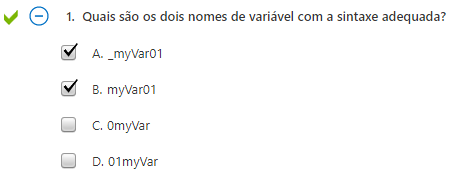 1. Quais são os dois nomes de variável com a sintaxe adequada?
A. _myVar01
B. myVar01
C. 0myVar
D. 01myVar